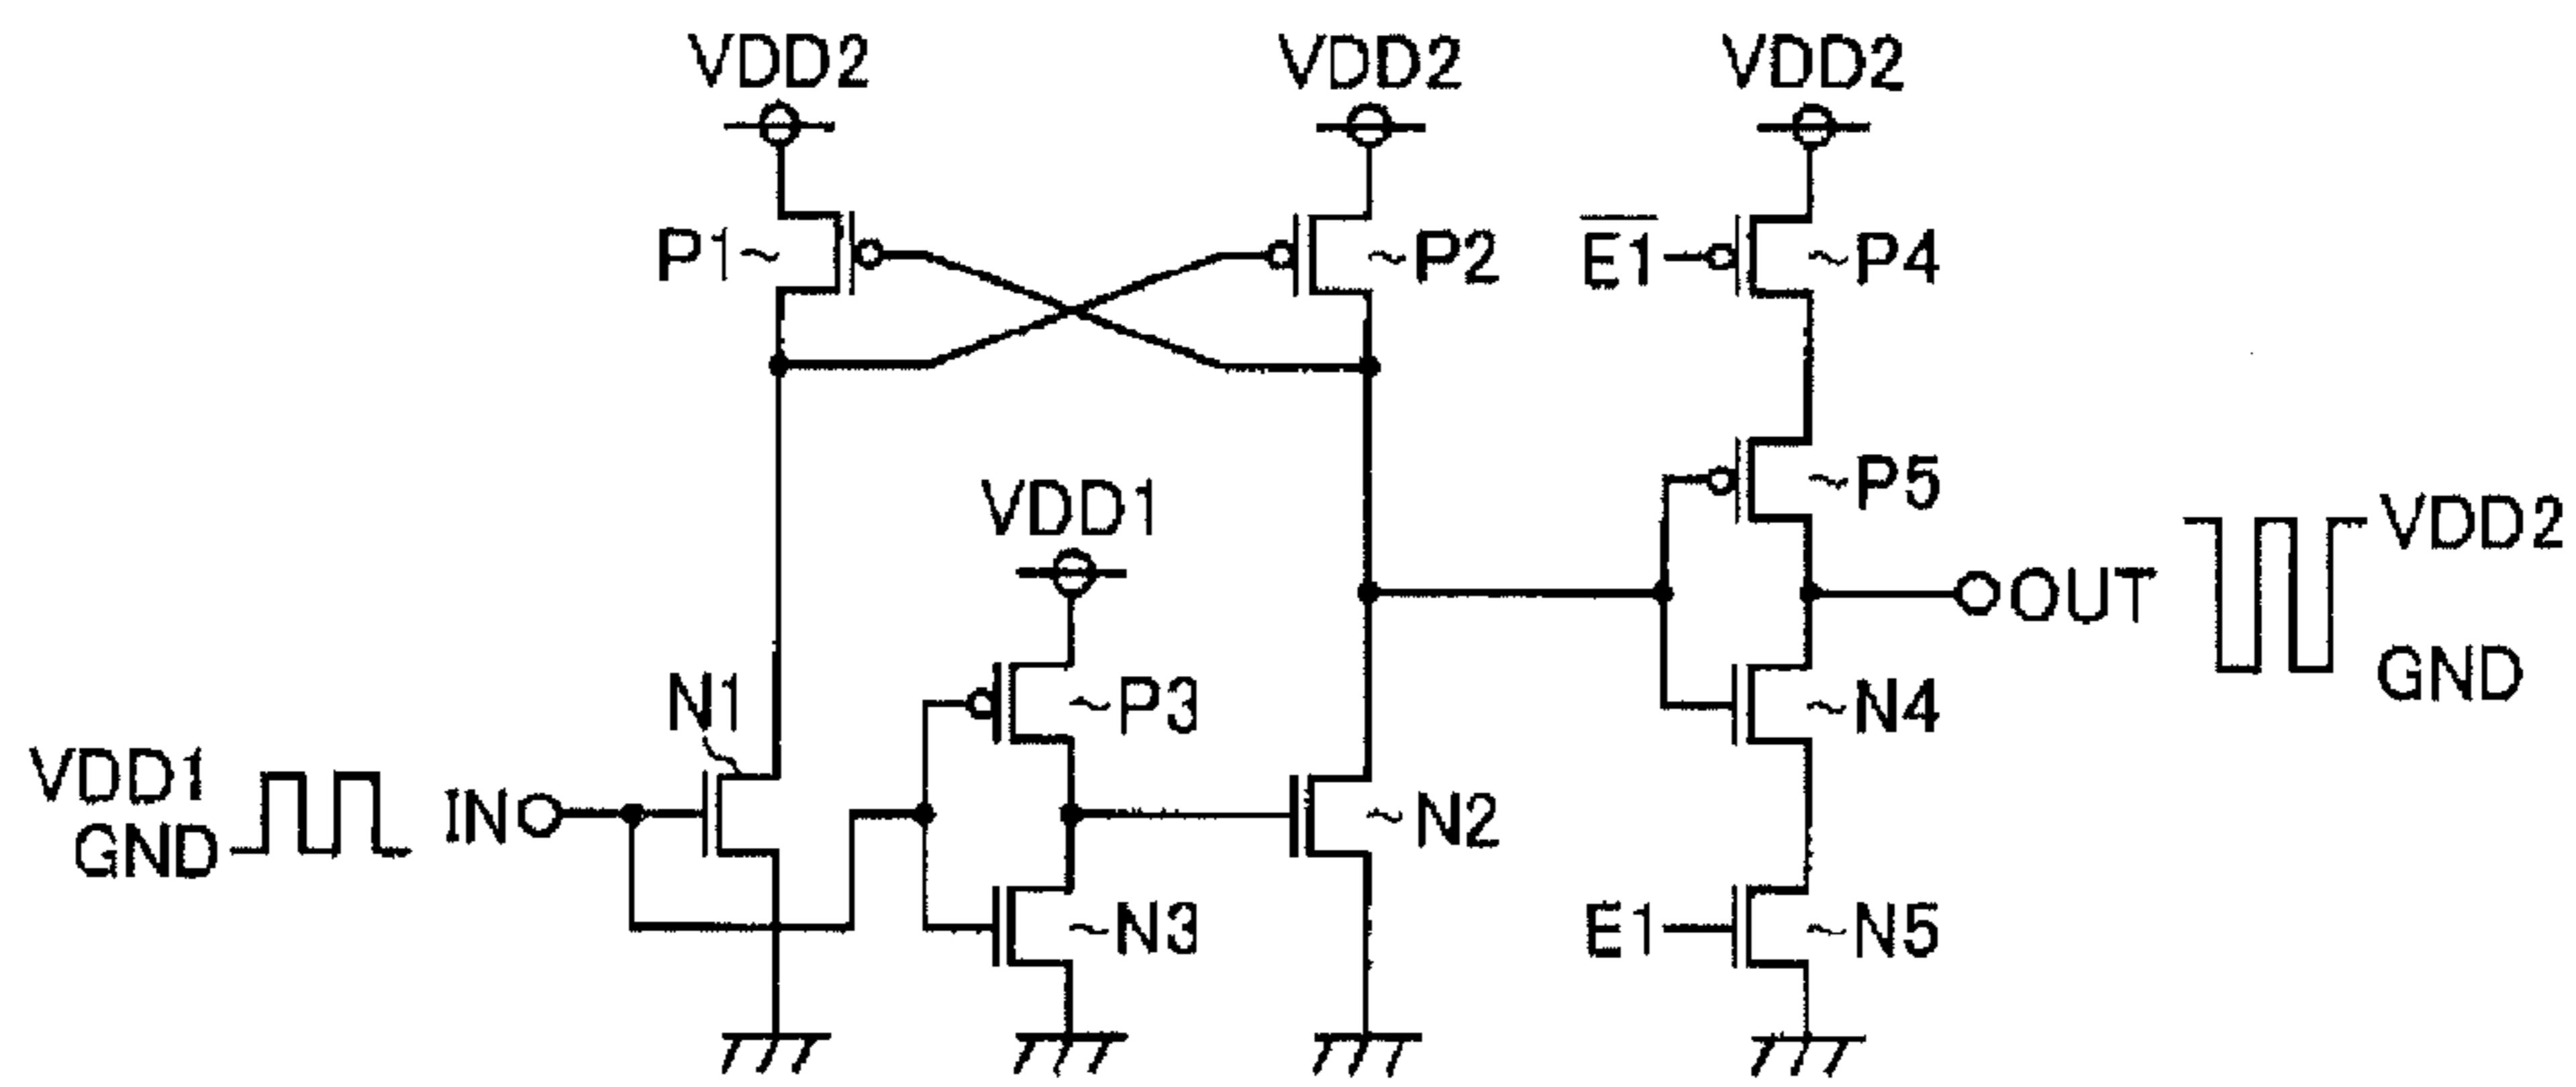 VDD2
VDD2
VDD2
P1
P2
E1
P4
VDD1
P5
VDD2
OUT
GND
N1
P3
N4
VDD1
GND
IN
N2
N3
E1
N5